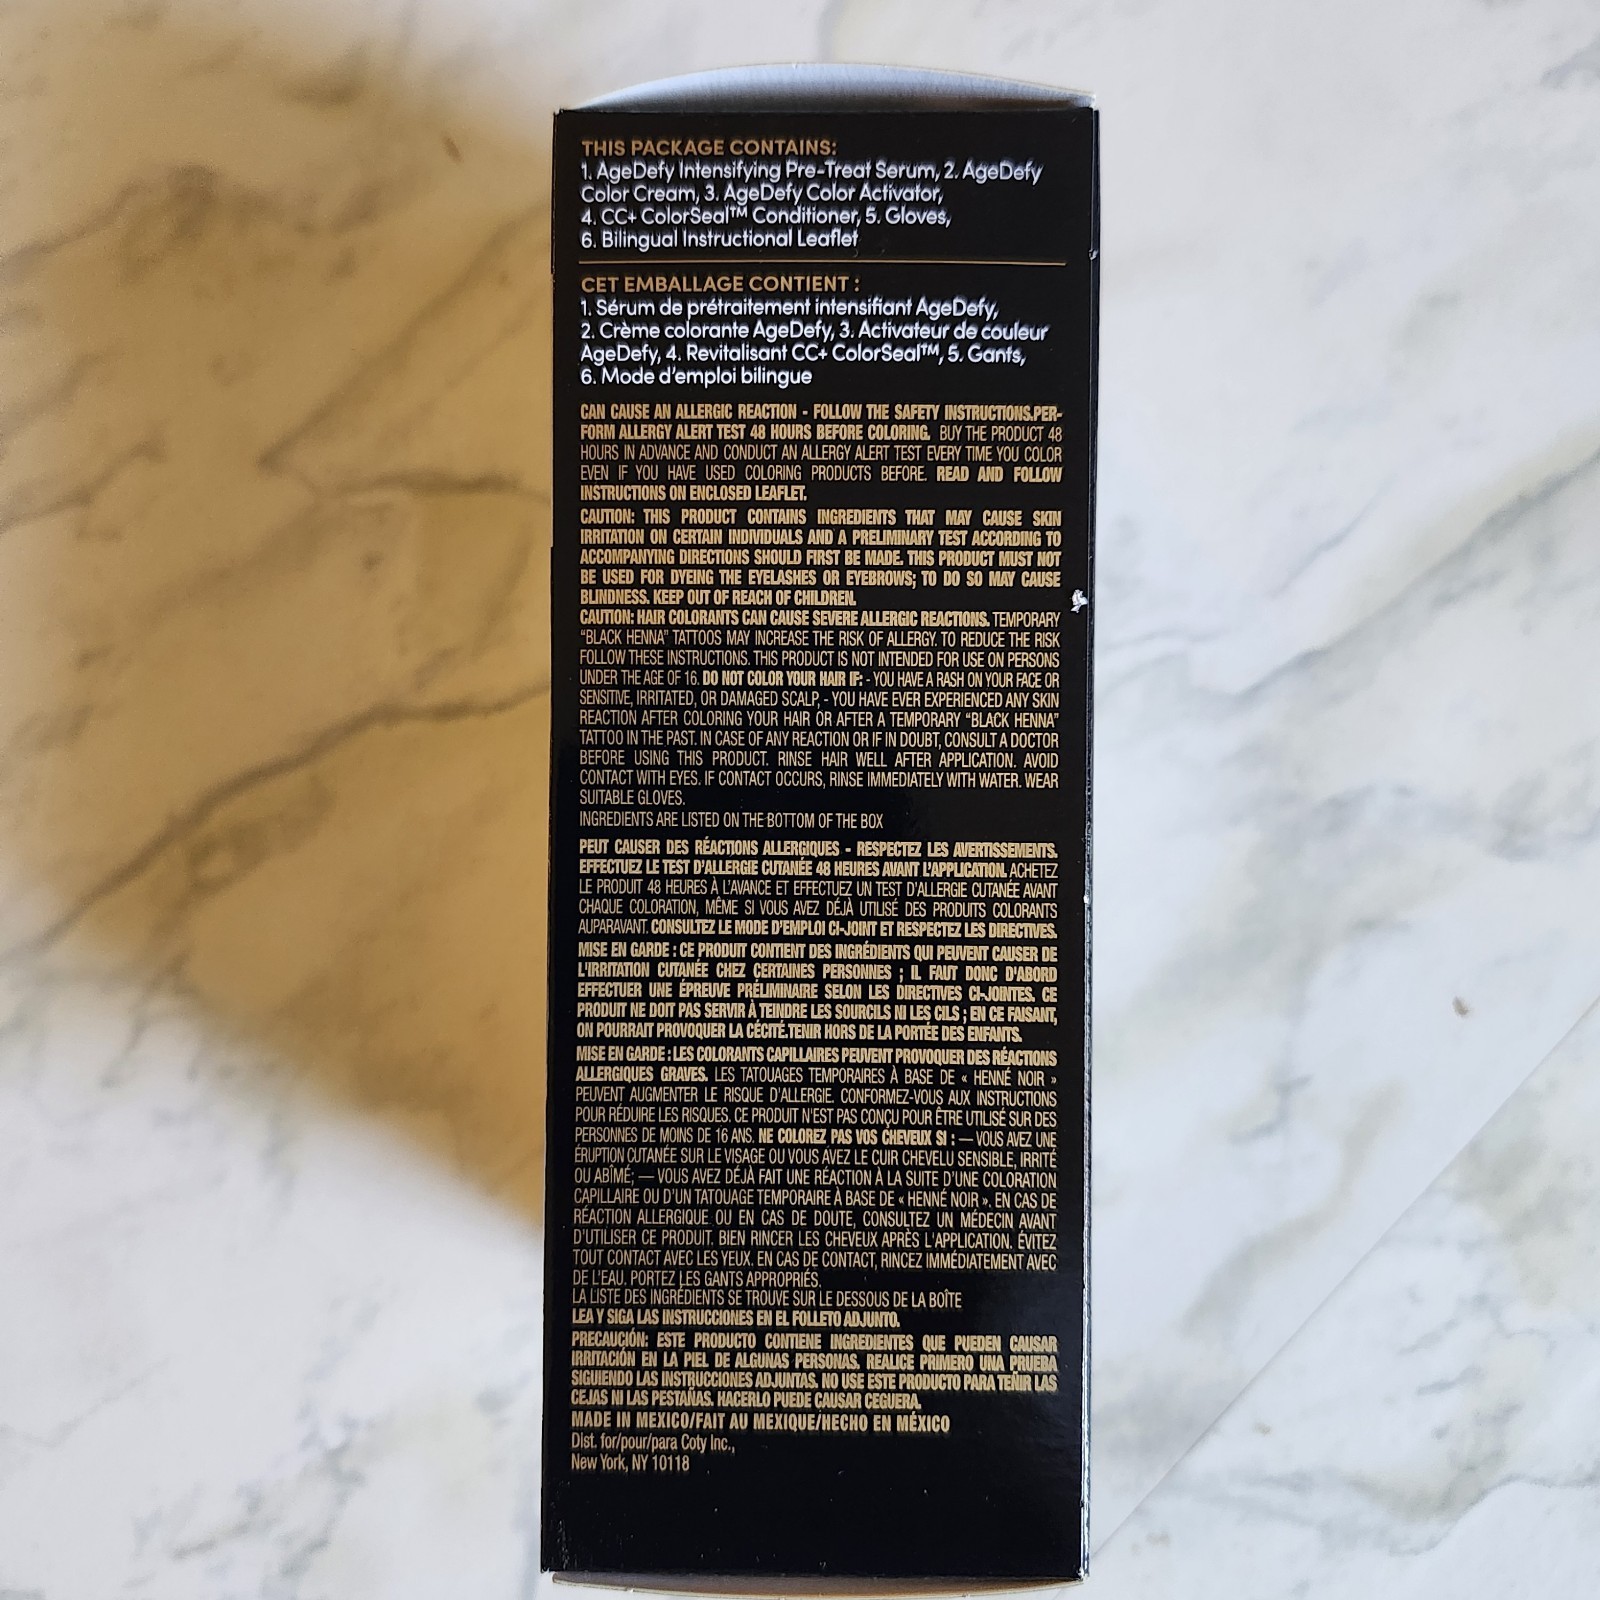 THIS PACKAGE CONTAINS:
1. AgeDefy Intensifying Pre-Treat Serum, 2. AgeDefy
Color Cream, 3. AgeDefy Color Activator,
4. CC+ ColorSeal™ Conditioner, 5. Gloves,
6. Bilingual Instructional Leaflet
CET EMBALLAGE CONTIENT :
1. Sérum de prétraitement intensifiant AgeDefy,
2. Crème colorante AgeDefy, 3. Activateur de couleur
AgeDefy, 4. Revitalisant CC+ ColorSeal™, 5. Gants,
6. Mode d'emploi bilingue
CAN CAUSE AN ALLERGIC REACTION - FOLLOW THE SAFETY INSTRUCTIONS.PER-
FORM ALLERGY ALERT TEST 48 HOURS BEFORE COLORING. BUY THE PRODUCT 48
HOURS IN ADVANCE AND CONDUCT AN ALLERGY ALERT TEST EVERY TIME YOU COLOR
EVEN IF YOU HAVE USED COLORING PRODUCTS BEFORE. READ AND FOLLOW
INSTRUCTIONS ON ENCLOSED LEAFLET.
CAUTION: THIS PRODUCT CONTAINS INGREDIENTS THAT MAY CAUSE SKIN
IRRITATION ON CERTAIN INDIVIDUALS AND A PRELIMINARY TEST ACCORDING TO
ACCOMPANYING DIRECTIONS SHOULD FIRST BE MADE. THIS PRODUCT MUST NOT
BE USED FOR DYEING THE EYELASHES OR EYEBROWS; TO DO SO MAY CAUSE
BLINDNESS. KEEP OUT OF REACH OF CHILDREN.
CAUTION: HAIR COLORANTS CAN CAUSE SEVERE ALLERGIC REACTIONS. TEMPORARY
"BLACK HENNA" TATTOOS MAY INCREASE THE RISK OF ALLERGY. TO REDUCE THE RISK
FOLLOW THESE INSTRUCTIONS. THIS PRODUCT IS NOT INTENDED FOR USE ON PERSONS
UNDER THE AGE OF 16. DO NOT COLOR YOUR HAIR IF: - YOU HAVE A RASH ON YOUR FACE OR
SENSITIVE, IRRITATED, OR DAMAGED SCALP, - YOU HAVE EVER EXPERIENCED ANY SKIN
REACTION AFTER COLORING YOUR HAIR OR AFTER A TEMPORARY "BLACK HENNA"
TATTOO IN THE PAST. IN CASE OF ANY REACTION OR IF IN DOUBT, CONSULT A DOCTOR
BEFORE USING THIS PRODUCT. RINSE HAIR WELL AFTER APPLICATION. AVOID
CONTACT WITH EYES. IF CONTACT OCCURS, RINSE IMMEDIATELY WITH WATER. WEAR
SUITABLE GLOVES.
INGREDIENTS ARE LISTED ON THE BOTTOM OF THE BOX
PEUT CAUSER DES RÉACTIONS ALLERGIQUES - RESPECTEZ LES AVERTISSEMENTS.
EFFECTUEZ LE TEST D'ALLERGIE CUTANÉE 48 HEURES AVANT L'APPLICATION. ACHETEZ
LE PRODUIT 48 HEURES À L'AVANCE ET EFFECTUEZ UN TEST D'ALLERGIE CUTANÉE AVANT
CHAQUE COLORATION, MÊME SI VOUS AVEZ DÉJÀ UTILISÉ DES PRODUITS COLORANTS
AUPARAVANT. CONSULTEZ LE MODE D'EMPLOI CI-JOINT ET RESPECTEZ LES DIRECTIVES.
MISE EN GARDE : CE PRODUIT CONTIENT DES INGRÉDIENTS QUI PEUVENT CAUSER DE
L'IRRITATION CUTANÉE CHEZ CERTAINES PERSONNES ; IL FAUT DONC D'ABORD
EFFECTUER UNE ÉPREUVE PRÉLIMINAIRE SELON LES DIRECTIVES CI-JOINTES. CE
PRODUIT NE DOIT PAS SERVIR À TEINDRE LES SOURCILS NI LES CILS ; EN CE FAISANT,
ON POURRAIT PROVOQUER LA CÉCITÉ.TENIR HORS DE LA PORTÉE DES ENFANTS.
MISE EN GARDE : LES COLORANTS CAPILLAIRES PEUVENT PROVOQUER DES RÉACTIONS
ALLERGIQUES GRAVES. LES TATOUAGES TEMPORAIRES À BASE DE « HENNÉ NOIR »
PEUVENT AUGMENTER LE RISQUE D'ALLERGIE. CONFORMEZ-VOUS AUX INSTRUCTIONS
POUR RÉDUIRE LES RISQUES. CE PRODUIT N'EST PAS CONÇU POUR ÊTRE UTILISÉ SUR DES
PERSONNES DE MOINS DE 16 ANS. NE COLOREZ PAS VOS CHEVEUX SI : — VOUS AVEZ UNE
ÉRUPTION CUTANÉE SUR LE VISAGE OU VOUS AVEZ LE CUIR CHEVELU SENSIBLE, IRRITÉ
OU ABÎMÉ; — VOUS AVEZ DÉJÀ FAIT UNE RÉACTION À LA SUITE D'UNE COLORATION
CAPILLAIRE OU D'UN TATOUAGE TEMPORAIRE À BASE DE « HENNÉ NOIR ». EN CAS DE
RÉACTION ALLERGIQUE OU EN CAS DE DOUTE, CONSULTEZ UN MÉDECIN AVANT
D'UTILISER CE PRODUIT. BIEN RINCER LES CHEVEUX APRÈS L'APPLICATION. ÉVITEZ
TOUT CONTACT AVEC LES YEUX. EN CAS DE CONTACT, RINCEZ IMMÉDIATEMENT AVEC
DE L'EAU. PORTEZ LES GANTS APPROPRIÉS.
LA LISTE DES INGRÉDIENTS SE TROUVE SUR LE DESSOUS DE LA BOÎTE
LEA Y SIGA LAS INSTRUCCIONES EN EL FOLLETO ADJUNTO.
PRECAUCIÓN: ESTE PRODUCTO CONTIENE INGREDIENTES QUE PUEDEN CAUSAR
IRRITACIÓN EN LA PIEL DE ALGUNAS PERSONAS. REALICE PRIMERO UNA PRUEBA
SIGUIENDO LAS INSTRUCCIONES ADJUNTAS. NO USE ESTE PRODUCTO PARA TEÑIR LAS
CEJAS NI LAS PESTAÑAS. HACERLO PUEDE CAUSAR CEGUERA.
MADE IN MEXICO/FAIT AU MEXIQUE/HECHO EN MÉXICO
Dist. for/pour/para Coty Inc.,
New York, NY 10118